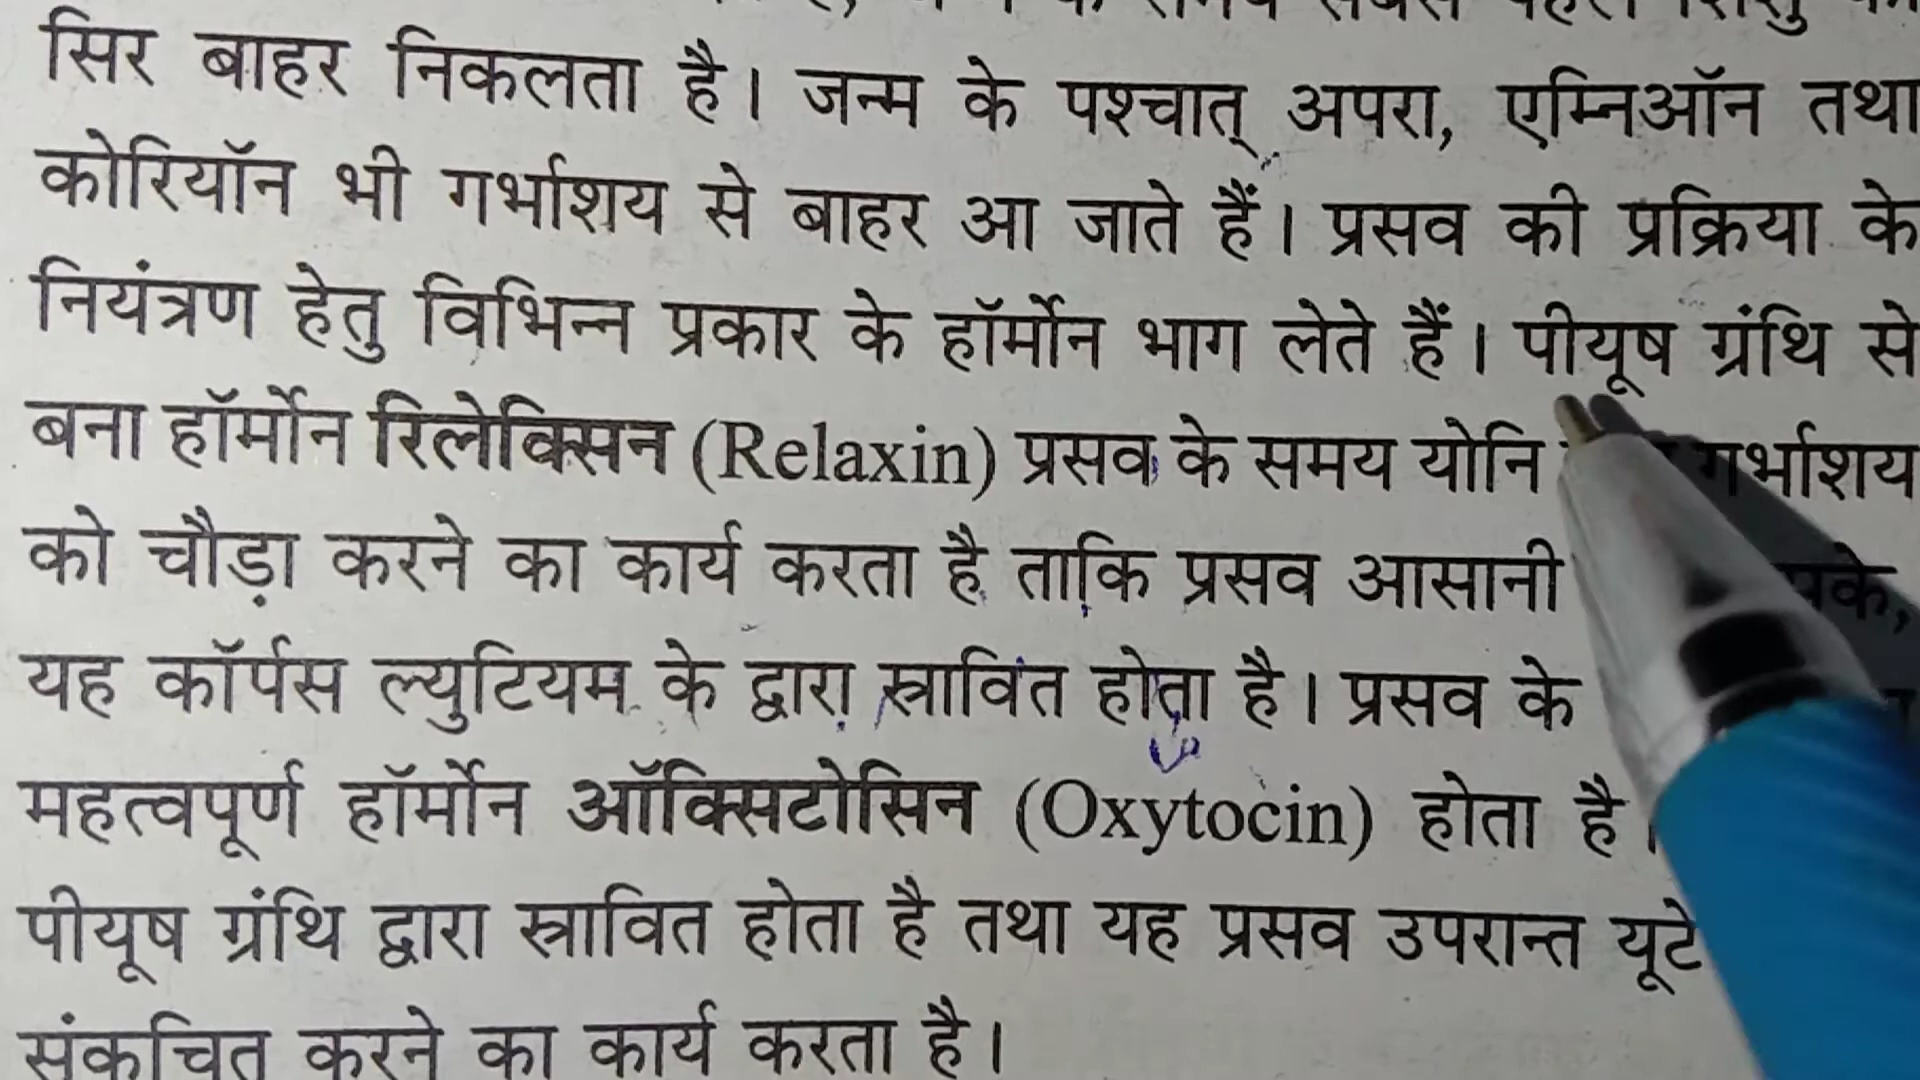 सिर बाहर निकलता है। जन्म के पश्चात् अपरा, एम्निऑन तथा
कोरियॉन भी गर्भाशय से बाहर आ जाते हैं। प्रसव की प्रक्रिया के
नियंत्रण हेतु विभिन्न प्रकार के हॉर्मोन भाग लेते हैं। पीयूष ग्रंथि से
बना हॉर्मोन रिलेक्सिन (Relaxin) प्रसव के समय योनि गर्भाशय
को चौड़ा करने का कार्य करता है ताकि प्रसव आसानी
यह कॉर्पस ल्युटियम के द्वारा स्रावित होता है। प्रसव के
महत्वपूर्ण हॉर्मोन ऑक्सिटोसिन (Oxytocin) होता है।
पीयूष ग्रंथि द्वारा स्रावित होता है तथा यह प्रसव उपरान्त
संकुचित करने का कार्य करता है।